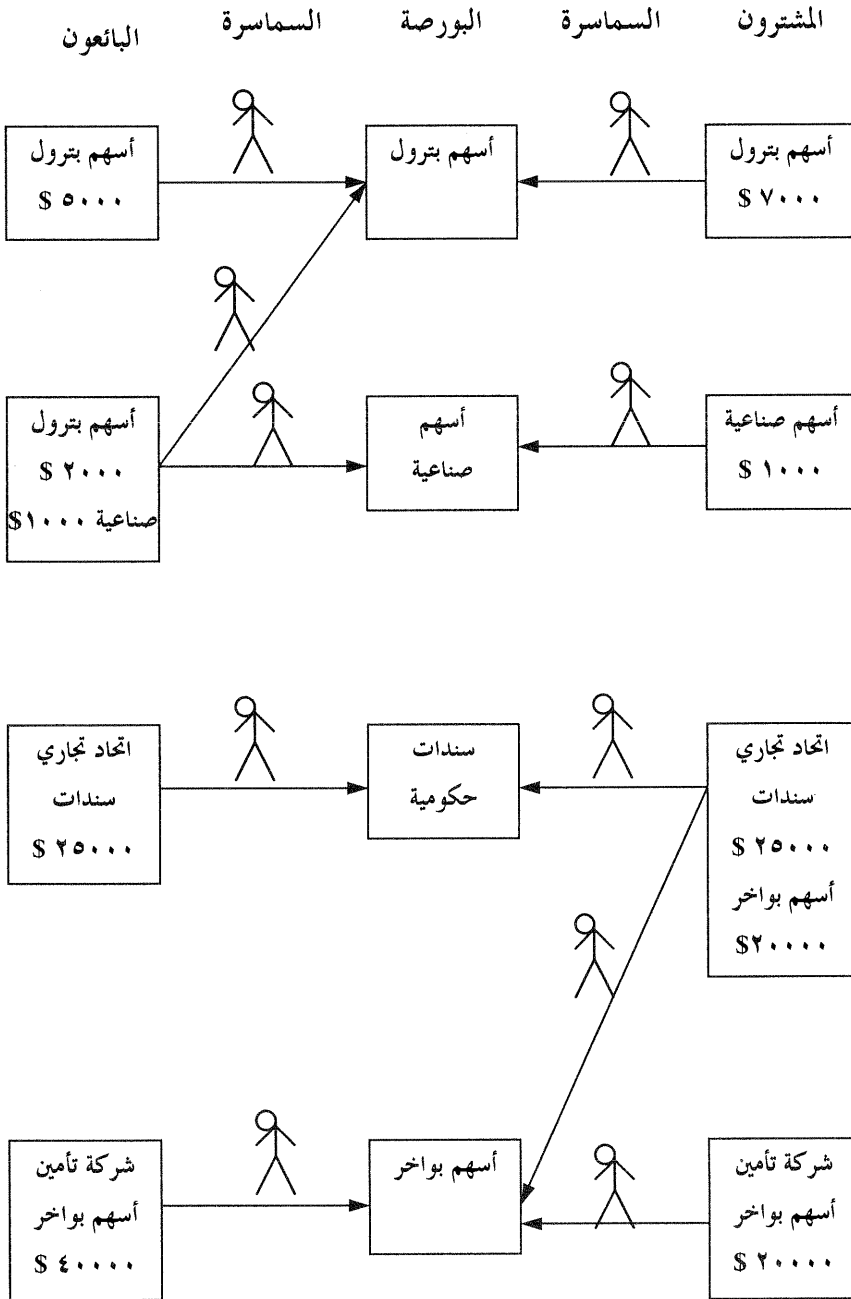 المشترون
السماسرة
البورصة
السماسرة
البائعون
أسهم بترول
٧٠٠٠ $
أسهم بترول
أسهم بترول
٥٠٠٠ $
أسهم صناعية
١٠٠٠ $
أسهم
صناعية
أسهم بترول
٢٠٠٠ $
صناعية ١٠٠٠$
اتحاد تجاري
سندات
٢٥٠٠٠ $
أسهم بواخر
٢٠٠٠٠$
سندات
حكومية
اتحاد تجاري
سندات
٢٥٠٠٠ $
شركة تأمين
أسهم بواخر
٢٠٠٠٠ $
أسهم بواخر
شركة تأمين
أسهم بواخر
٤٠٠٠٠ $